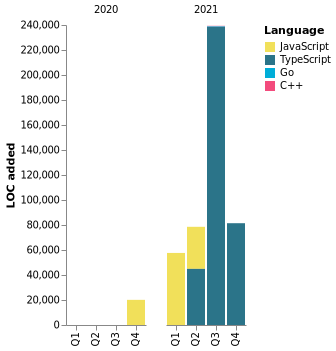 2020 2021
Language
JavaScript
TypeScript
Go
C++
LOC added
240,000
220,000
200,000
180,000
160,000
140,000
120,000
100,000
80,000
60,000
40,000
20,000
0
Q1 Q2 Q3 Q4 Q1 Q2 Q3 Q4